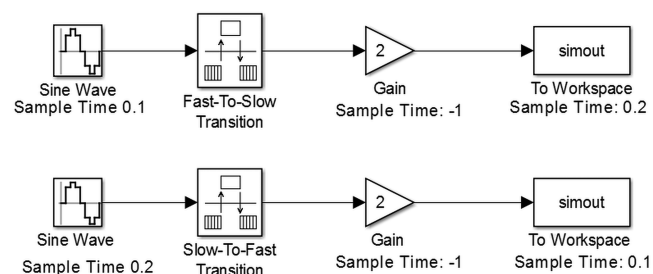 2
simout
Sine Wave
Sample Time 0.1
Fast-To-Slow
Transition
Gain
Sample Time: -1
To Workspace
Sample Time: 0.2
2
simout
Sine Wave
Sample Time 0.2
Slow-To-Fast
Transition
Gain
Sample Time: -1
To Workspace
Sample Time: 0.1